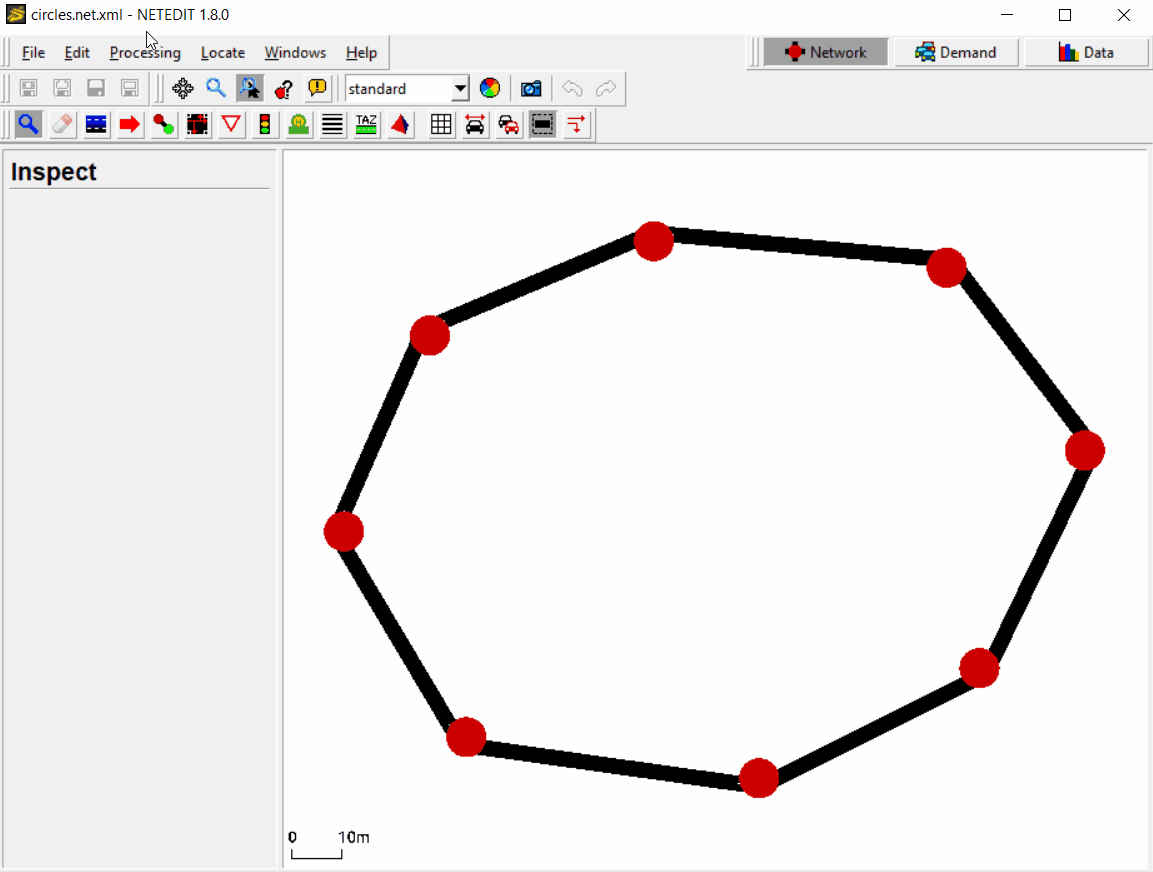 circles.net.xml - NETEDIT 1.8.0
File Edit Processing Locate Windows Help
Network Demand Data
standard
TAZ
Inspect
0 10m